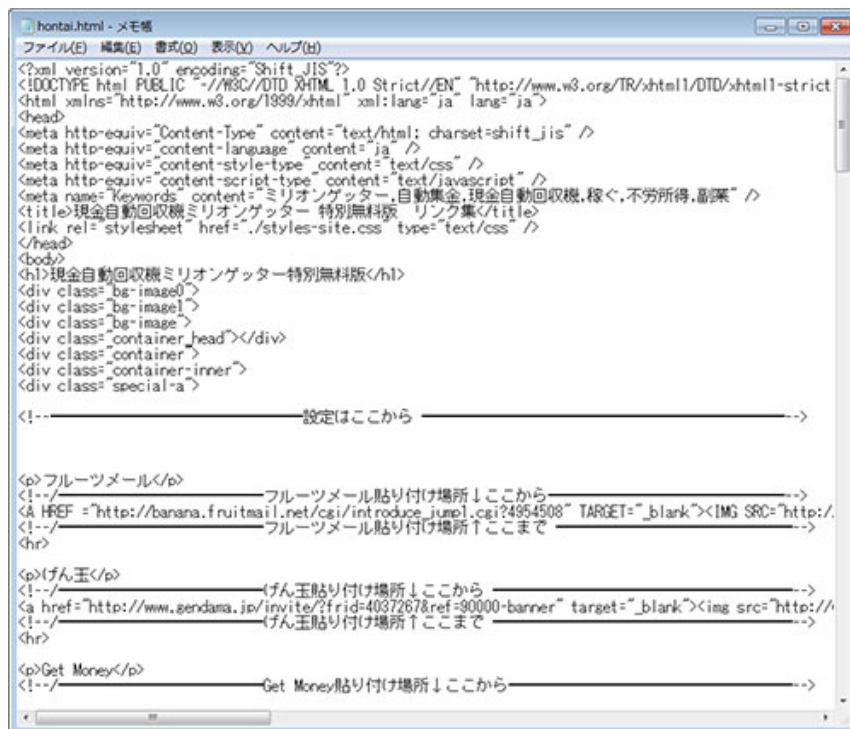 hontai.html - メモ帳
ファイル(F) 編集(E) 書式(O) 表示(V) ヘルプ(H)
<?xml version="1.0" encoding="Shift_JIS"?>
<!DOCTYPE html PUBLIC "-//W3C//DTD XHTML 1.0 Strict//EN" "http://www.w3.org/TR/xhtml1/DTD/xhtml1-strict
<html xmlns="http://www.w3.org/1999/xhtml" xml:lang="ja" lang="ja">
<head>
<meta http-equiv="Content-Type" content="text/html; charset=shift_jis" />
<meta http-equiv="content-language" content="ja" />
<meta http-equiv="content-style-type" content="text/css" />
<meta http-equiv="content-script-type" content="text/javascript" />
<meta name="Keywords" content="ミリオンゲッター,自動集金,現金自動回収機,稼ぐ,不労所得,副業" />
<title>現金自動回収機ミリオンゲッター 特別無料版　リンク集</title>
<link rel="stylesheet" href="./styles-site.css" type="text/css" />
</head>
<body>
<h1>現金自動回収機ミリオンゲッター特別無料版</h1>
<div class="bg-image0">
<div class="bg-image1">
<div class="bg-image">
<div class="container_head"></div>
<div class="container">
<div class="container-inner">
<div class="special-a">
<!--━━━━━━━━━━━━━━━━設定はここから ━━━━━━━━━━━━━━━━━━━━━━━-->
<p>フルーツメール</p>
<!--/━━━━━━━━━━━━━フルーツメール貼り付け場所↓ここから━━━━━━━━━━━━━━━-->
<A HREF ="http://banana.fruitmail.net/cgi/introduce_jump1.cgi?4954508" TARGET="_blank"><IMG SRC="http:/
<!--/━━━━━━━━━━━━━フルーツメール貼り付け場所↑ここまで ━━━━━━━━━━━━━━━-->
<hr>
<p>げん玉</p>
<!--/━━━━━━━━━━━━━げん玉貼り付け場所↓ここから ━━━━━━━━━━━━━━━━━━━-->
<a href="http://www.gendama.jp/invite/?frid=4037267&ref=90000-banner" target="_blank"><img src="http://
<!--/━━━━━━━━━━━━━げん玉貼り付け場所↑ここまで ━━━━━━━━━━━━━━━━━━━-->
<hr>
<p>Get Money</p>
<!--/━━━━━━━━━━━━━Get Money貼り付け場所↓ここから━━━━━━━━━━━━━━━━━━-->